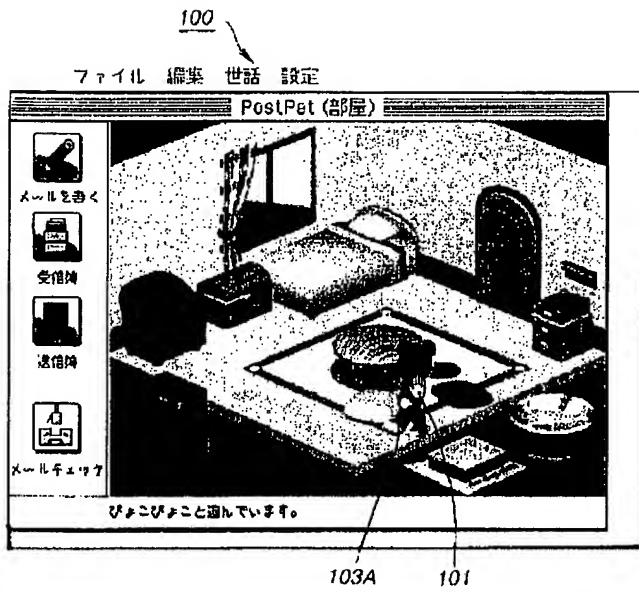 100
ファイル 編集 世話 設定
PostPet (部屋)
メールを書く
受信簿
送信簿
メールチェック
ぴょこぴょこと遊んでいます。
103A 101